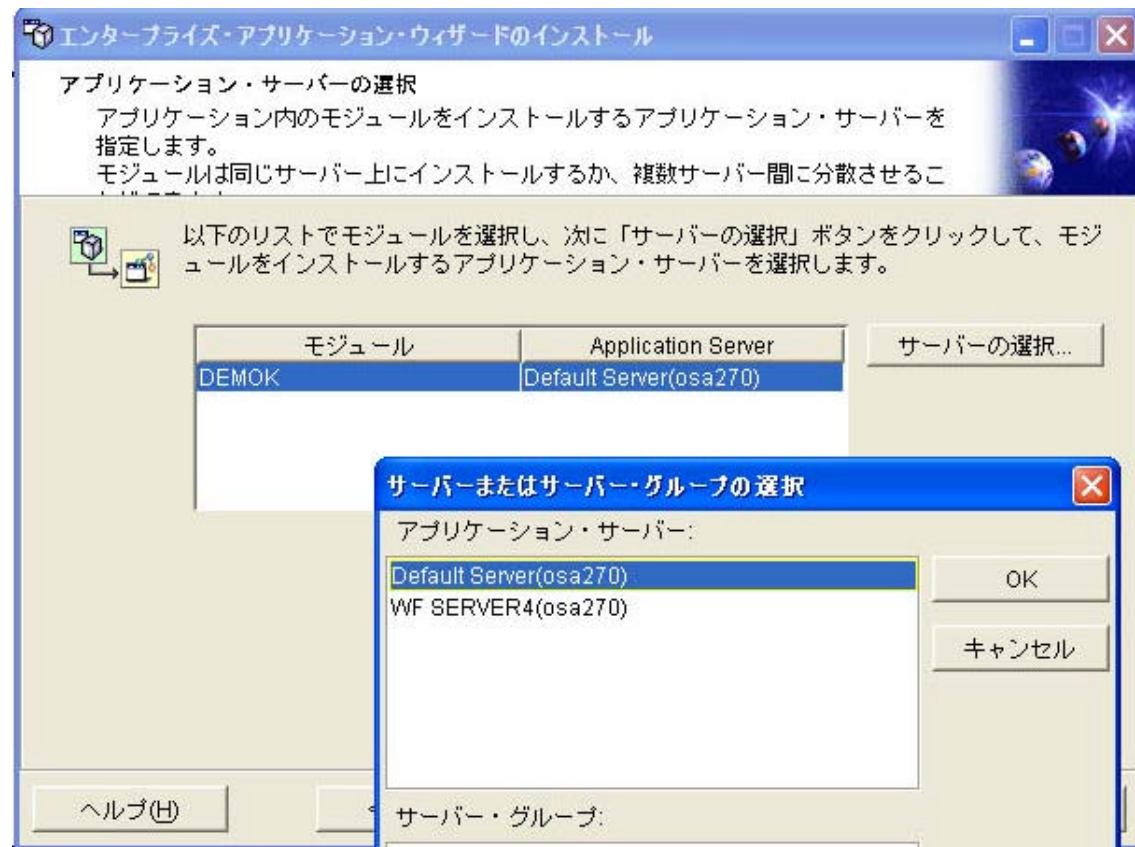 エンタープライズ・アプリケーション・ウィザードのインストール
アプリケーション・サーバーの選択
アプリケーション内のモジュールをインストールするアプリケーション・サーバーを
指定します。
モジュールは同じサーバー上にインストールするか、複数サーバー間に分散させるこ
以下のリストでモジュールを選択し、次に「サーバーの選択」ボタンをクリックして、モジ
ュールをインストールするアプリケーション・サーバーを選択します。
モジュール Application Server サーバーの選択...
DEMOK Default Server(osa270)
サーバーまたはサーバー・グループの選択
アプリケーション・サーバー:
Default Server(osa270) OK
WF SERVER4(osa270)
キャンセル
ヘルプ(H)
サーバー・グループ: